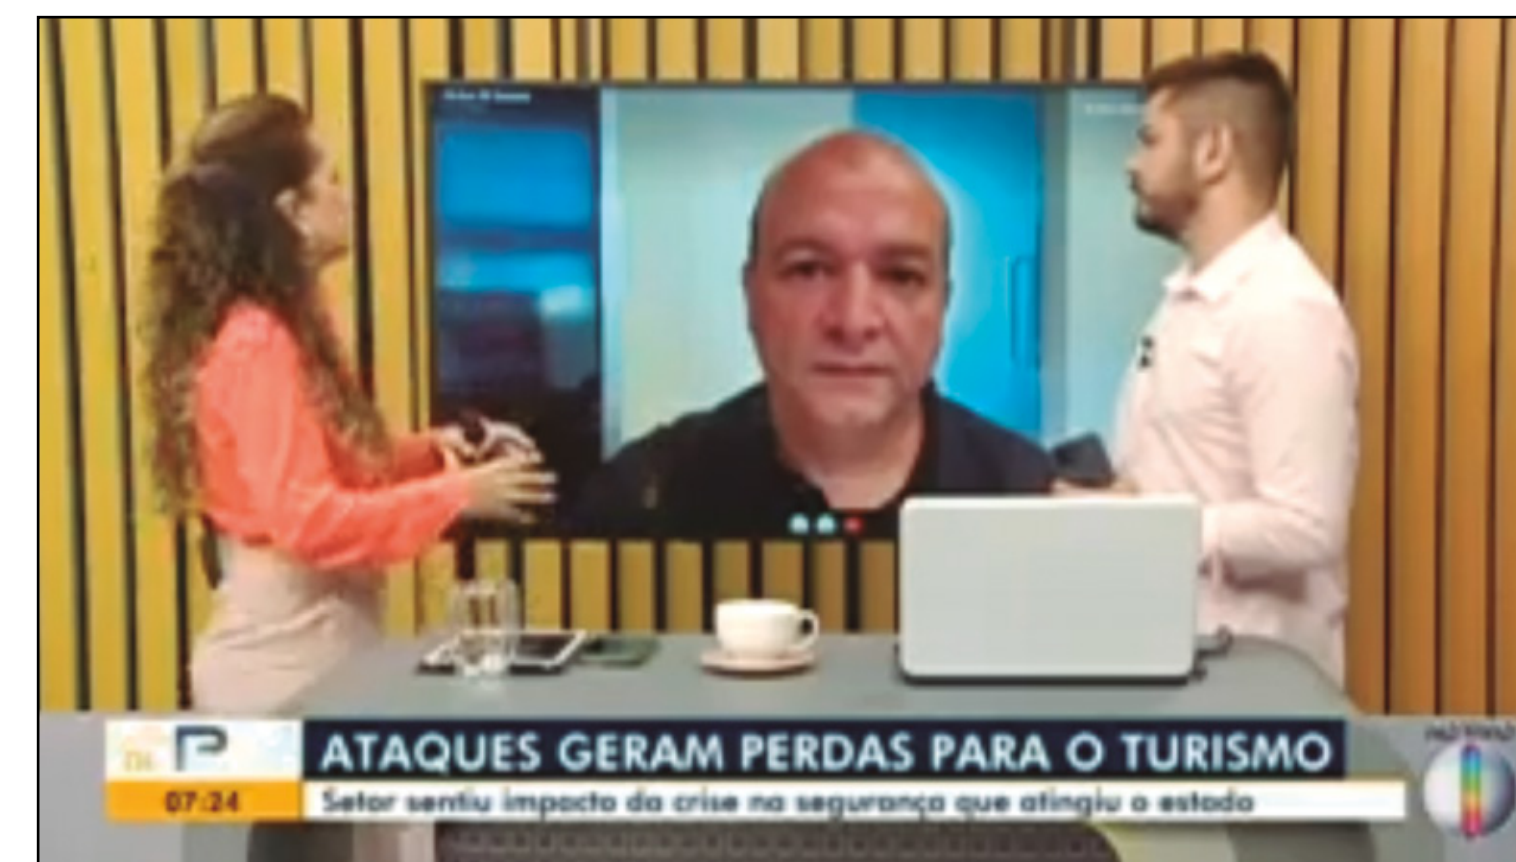 ATAQUES GERAM PERDAS PARA O TURISMO
07:24
Setor sentiu impacto da crise na segurança que atingiu o estado